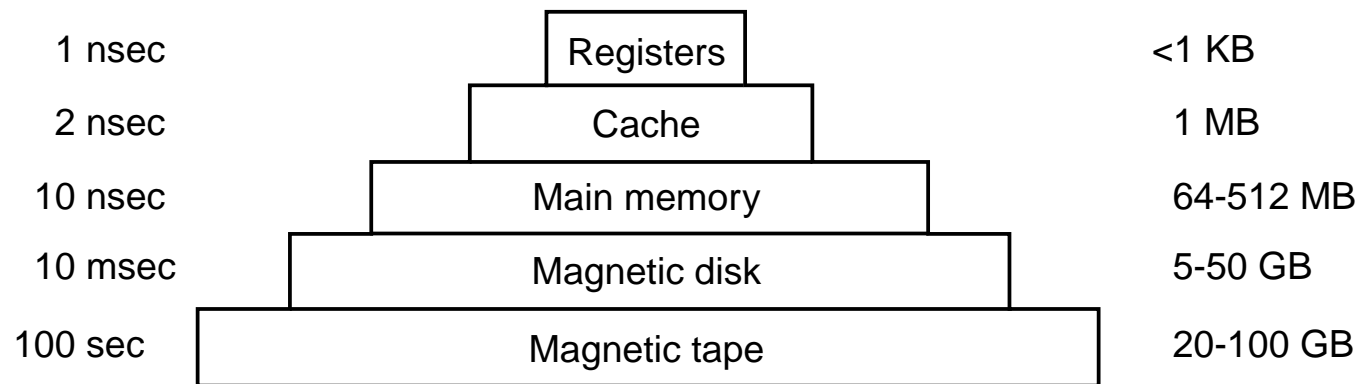 1 nsec Registers <1 KB
2 nsec Cache 1 MB
10 nsec Main memory 64-512 MB
10 msec Magnetic disk 5-50 GB
100 sec Magnetic tape 20-100 GB